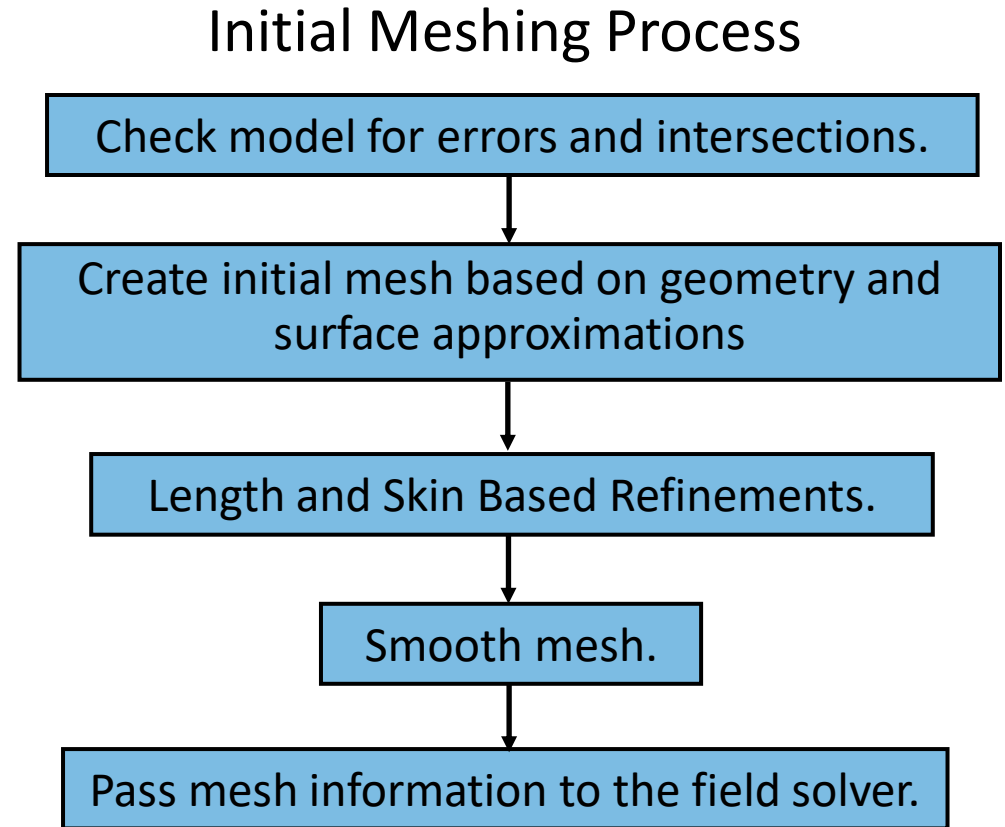 Initial Meshing Process
Check model for errors and intersections.
Create initial mesh based on geometry and
surface approximations
Length and Skin Based Refinements.
Smooth mesh.
Pass mesh information to the field solver.